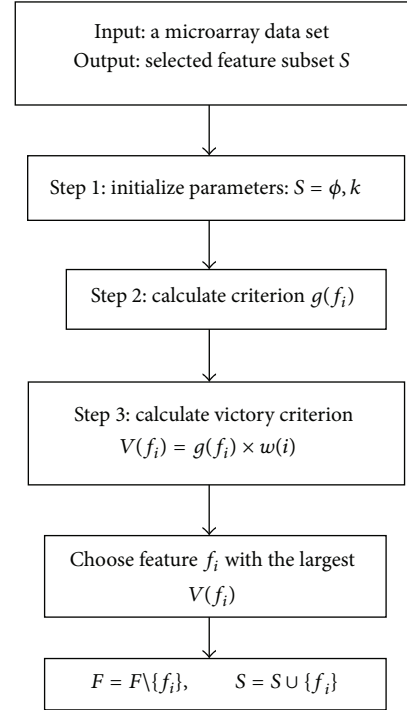 Input: a microarray data set
Output: selected feature subset S
Step 1: initialize parameters: S = ϕ, k
Step 2: calculate criterion g(fᵢ)
Step 3: calculate victory criterion
V(fᵢ) = g(fᵢ) × w(i)
Choose feature fᵢ with the largest
V(fᵢ)
F = F\{fᵢ}, S = S ∪ {fᵢ}